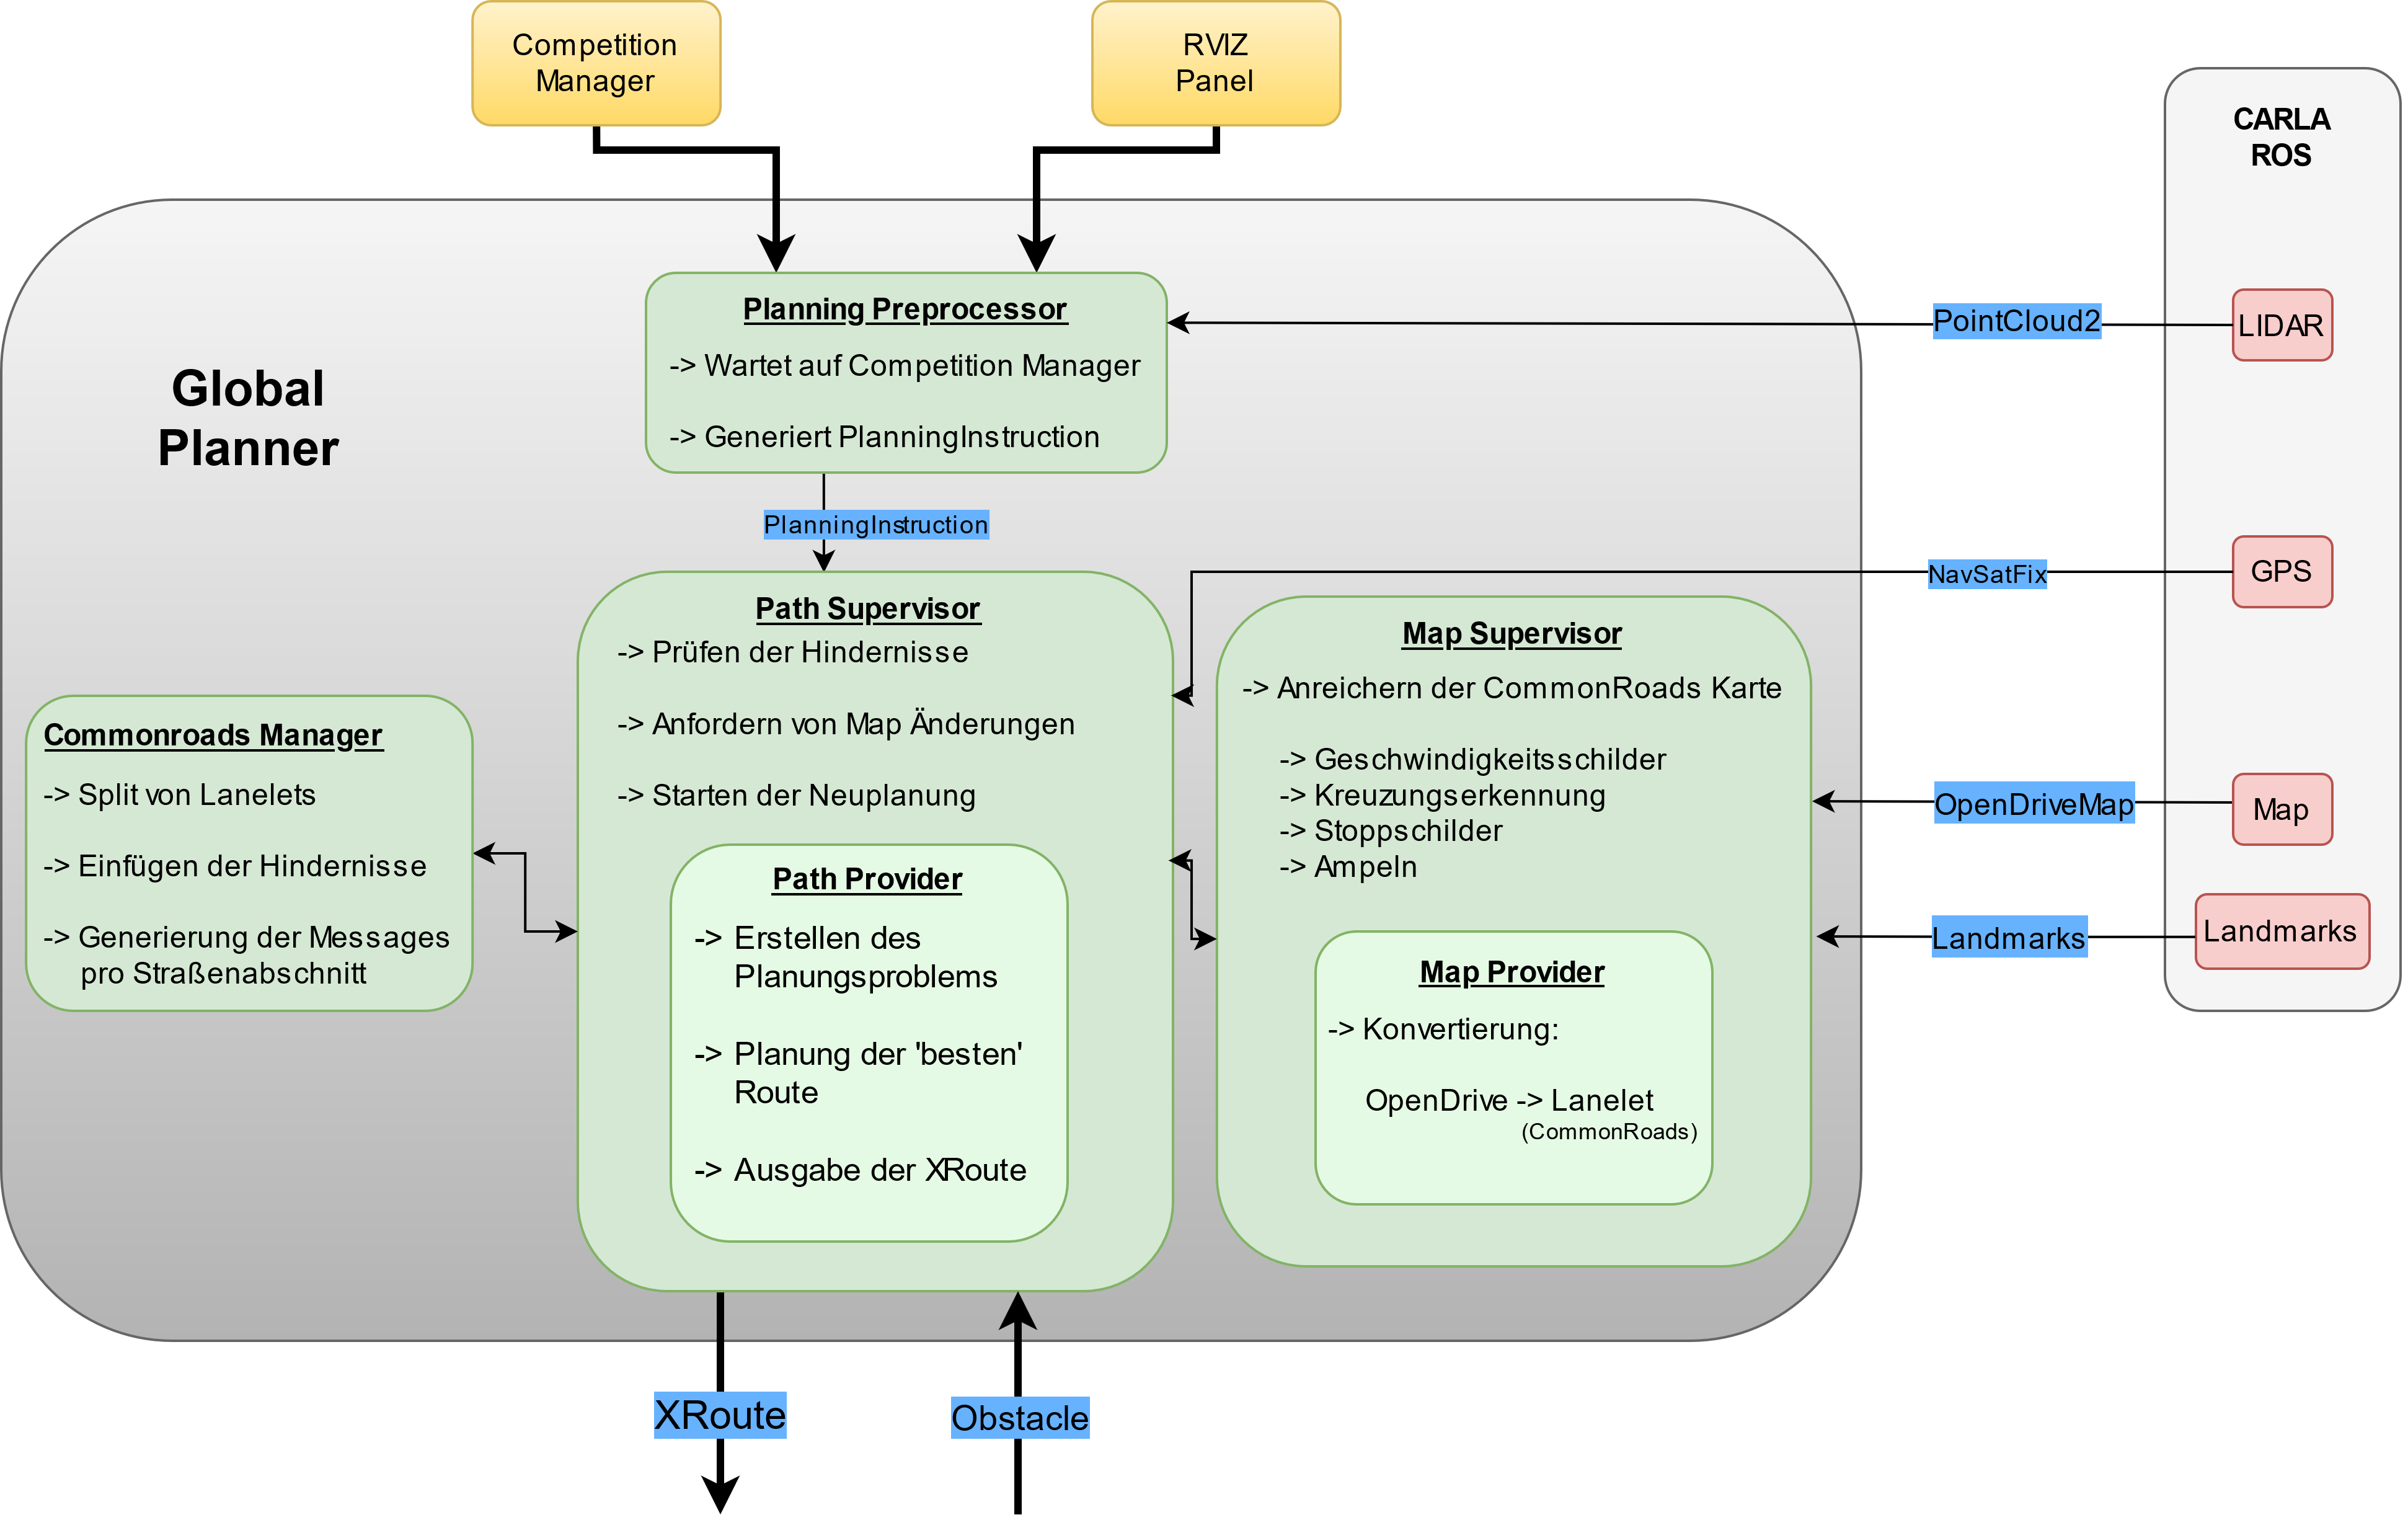 Competition
Manager
RVIZ
Panel
CARLA
ROS
Global
Planner
Planning Preprocessor
-> Wartet auf Competition Manager
-> Generiert PlanningInstruction
PointCloud2
LIDAR
PlanningInstruction
NavSatFix
GPS
Path Supervisor
-> Prüfen der Hindernisse
-> Anfordern von Map Änderungen
-> Starten der Neuplanung
Path Provider
-> Erstellen des
Planungsproblems
-> Planung der 'besten'
Route
-> Ausgabe der XRoute
Map Supervisor
-> Anreichern der CommonRoads Karte
-> Geschwindigkeitsschilder
-> Kreuzungserkennung
-> Stoppschilder
-> Ampeln
Map Provider
-> Konvertierung:
OpenDrive -> Lanelet
(CommonRoads)
Commonroads Manager
-> Split von Lanelets
-> Einfügen der Hindernisse
-> Generierung der Messages
pro Straßenabschnitt
OpenDriveMap
Map
Landmarks
Landmarks
XRoute
Obstacle